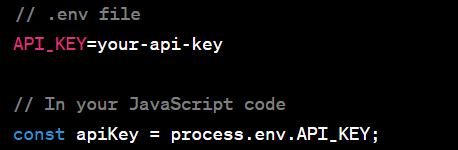 // .env file
API_KEY=your-api-key
// In your JavaScript code
const apiKey = process.env.API_KEY;